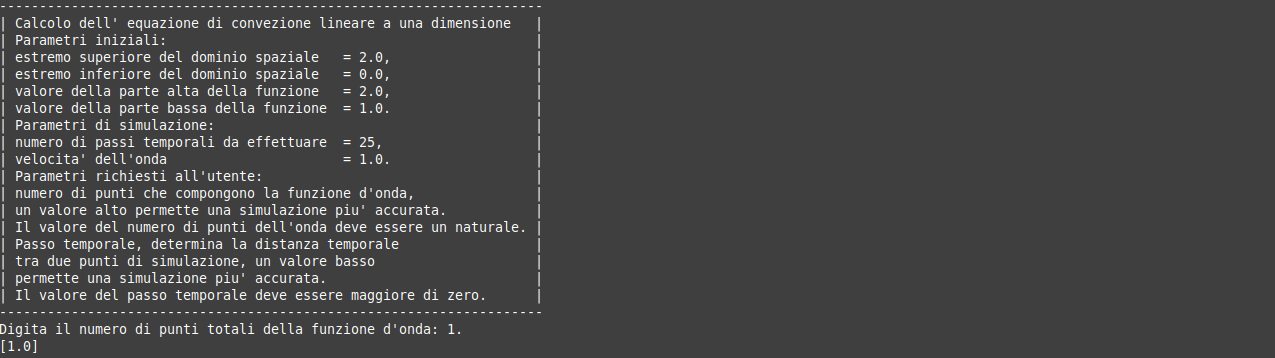 --------------------------------------------------------------------
| Calcolo dell' equazione di convezione lineare a una dimensione   |
| Parametri iniziali:                                              |
| estremo superiore del dominio spaziale   = 2.0,                  |
| estremo inferiore del dominio spaziale   = 0.0,                  |
| valore della parte alta della funzione   = 2.0,                  |
| valore della parte bassa della funzione  = 1.0.                  |
| Parametri di simulazione:                                        |
| numero di passi temporali da effettuare  = 25,                   |
| velocita' dell'onda                      = 1.0.                  |
| Parametri richiesti all'utente:                                  |
| numero di punti che compongono la funzione d'onda,               |
| un valore alto permette una simulazione piu' accurata.           |
| Il valore del numero di punti dell'onda deve essere un naturale. |
| Passo temporale, determina la distanza temporale                 |
| tra due punti di simulazione, un valore basso                    |
| permette una simulazione piu' accurata.                          |
| Il valore del passo temporale deve essere maggiore di zero.      |
--------------------------------------------------------------------
Digita il numero di punti totali della funzione d'onda: 1.
[1.0]